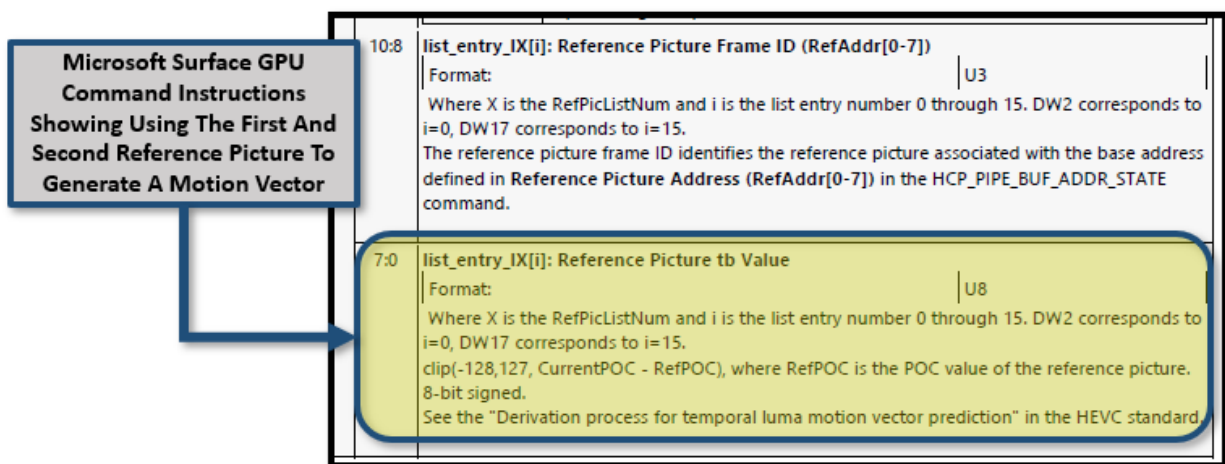 Microsoft Surface GPU
Command Instructions
Showing Using The First And
Second Reference Picture To
Generate A Motion Vector
10:8 list_entry_lX[i]: Reference Picture Frame ID (RefAddr[0-7])
Format: U3
Where X is the RefPicListNum and i is the list entry number 0 through 15. DW2 corresponds to
i=0, DW17 corresponds to i=15.
The reference picture frame ID identifies the reference picture associated with the base address
defined in Reference Picture Address (RefAddr[0-7]) in the HCP_PIPE_BUF_ADDR_STATE
command.
7:0 list_entry_lX[i]: Reference Picture tb Value
Format: U8
Where X is the RefPicListNum and i is the list entry number 0 through 15. DW2 corresponds to
i=0, DW17 corresponds to i=15.
clip(-128,127, CurrentPOC - RefPOC), where RefPOC is the POC value of the reference picture.
8-bit signed.
See the "Derivation process for temporal luma motion vector prediction" in the HEVC standard.